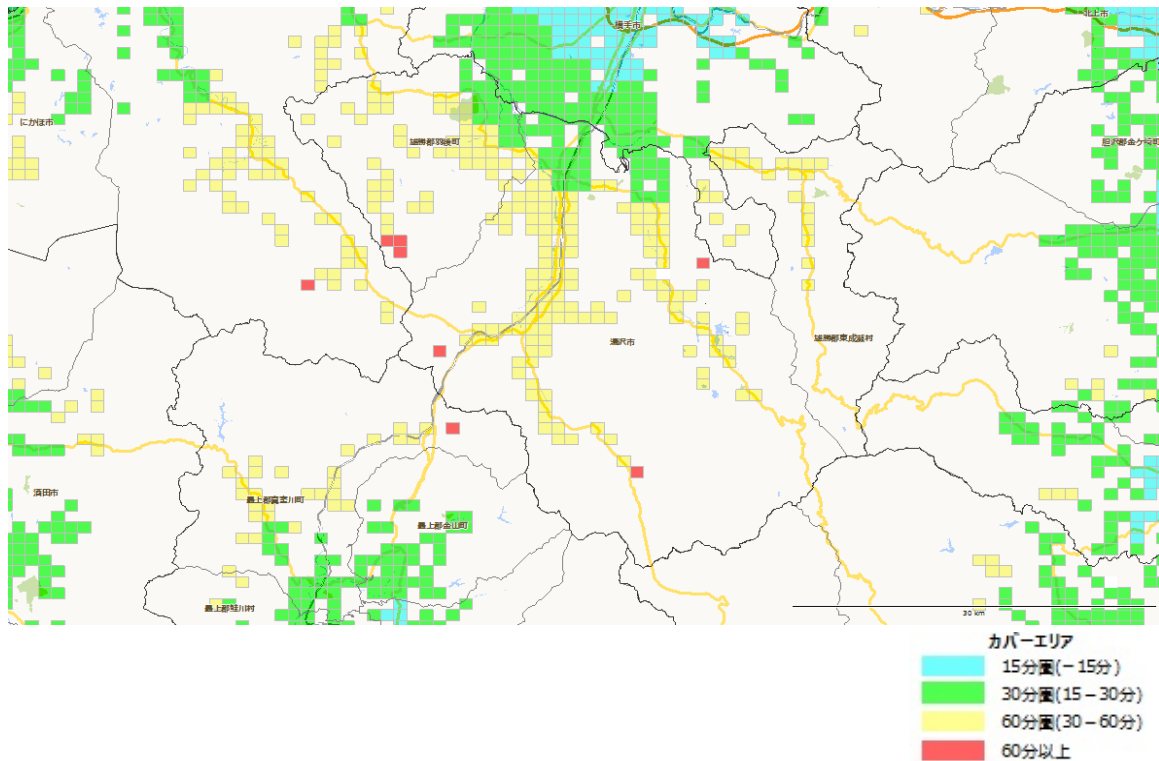 横手市
北上市
にかほ市
雄勝郡羽後町
胆沢郡金ケ崎町
湯沢市
雄勝郡東成瀬村
酒田市
最上郡真室川町
最上郡金山町
最上郡鮭川村
30 km
カバーエリア
15分圏(－15分)
30分圏(15－30分)
60分圏(30－60分)
60分以上